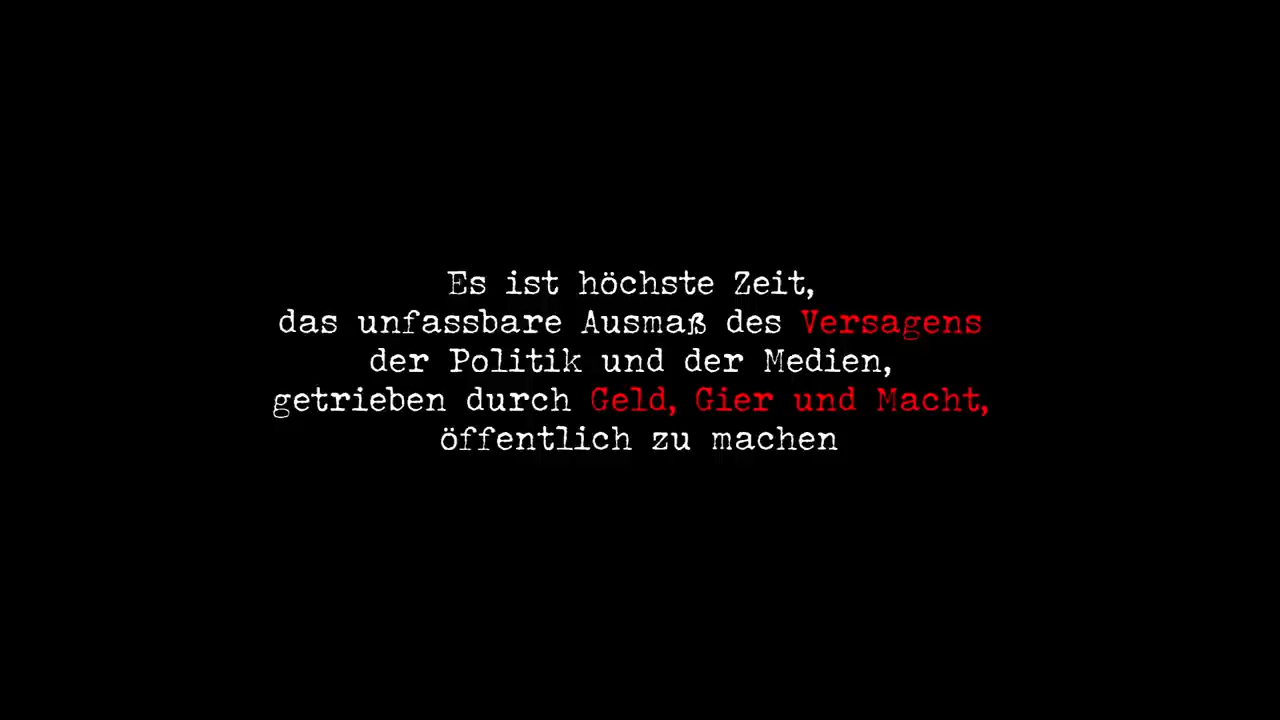 Es ist höchste Zeit,
das unfassbare Ausmaß des Versagens
der Politik und der Medien,
getrieben durch Geld, Gier und Macht,
öffentlich zu machen